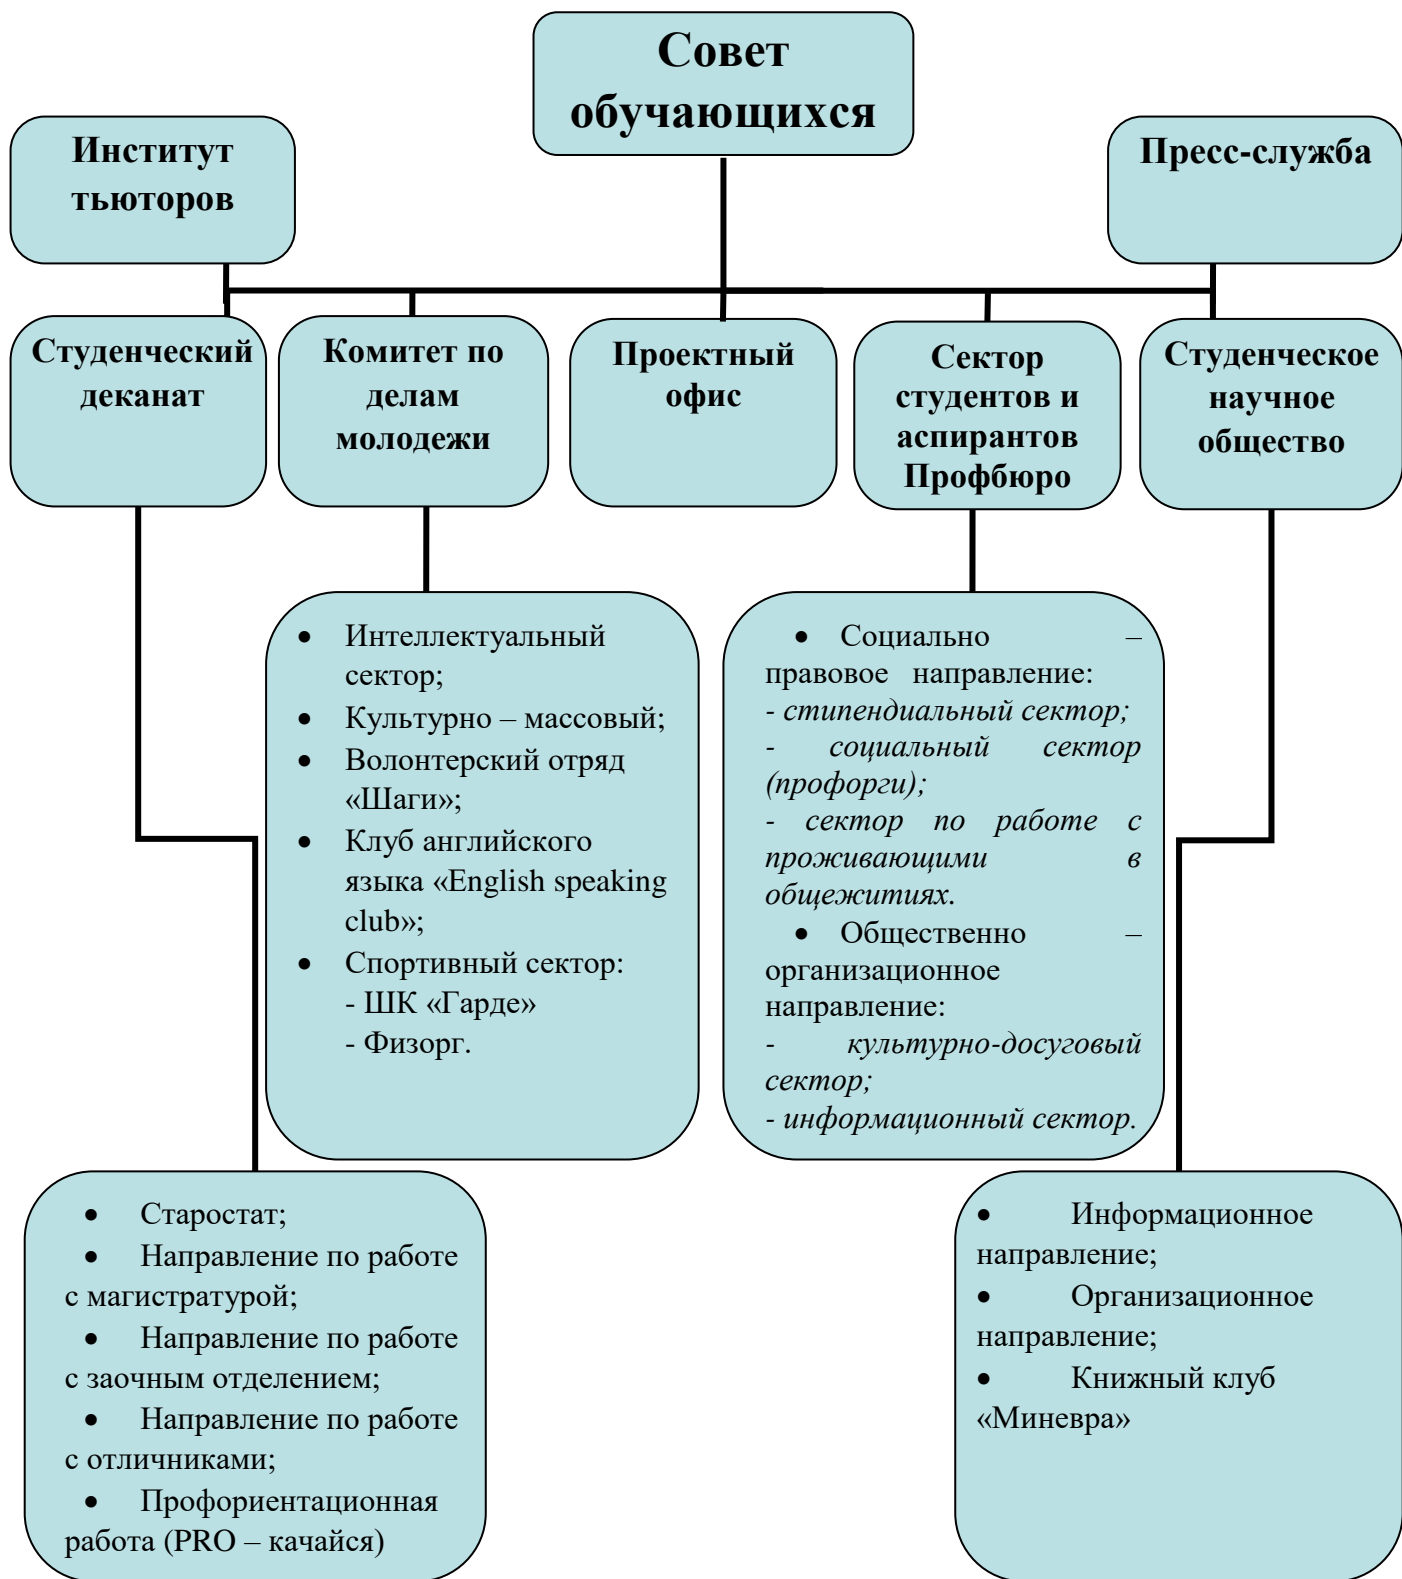 Совет
обучающихся
Институт
тьюторов
Пресс-служба
Студенческий
деканат
Комитет по
делам
молодежи
Проектный
офис
Сектор
студентов и
аспирантов
Профбюро
Студенческое
научное
общество
• Интеллектуальный
сектор;
• Культурно – массовый;
• Волонтерский отряд
«Шаги»;
• Клуб английского
языка «English speaking
club»;
• Спортивный сектор:
- ШК «Гарде»
- Физорг.
• Социально –
правовое направление:
- стипендиальный сектор;
- социальный сектор
(профорги);
- сектор по работе с
проживающими в
общежитиях.
• Общественно –
организационное
направление:
- культурно-досуговый
сектор;
- информационный сектор.
• Старостат;
• Направление по работе
с магистратурой;
• Направление по работе
с заочным отделением;
• Направление по работе
с отличниками;
• Профориентационная
работа (PRO – качайся)
• Информационное
направление;
• Организационное
направление;
• Книжный клуб
«Миневра»